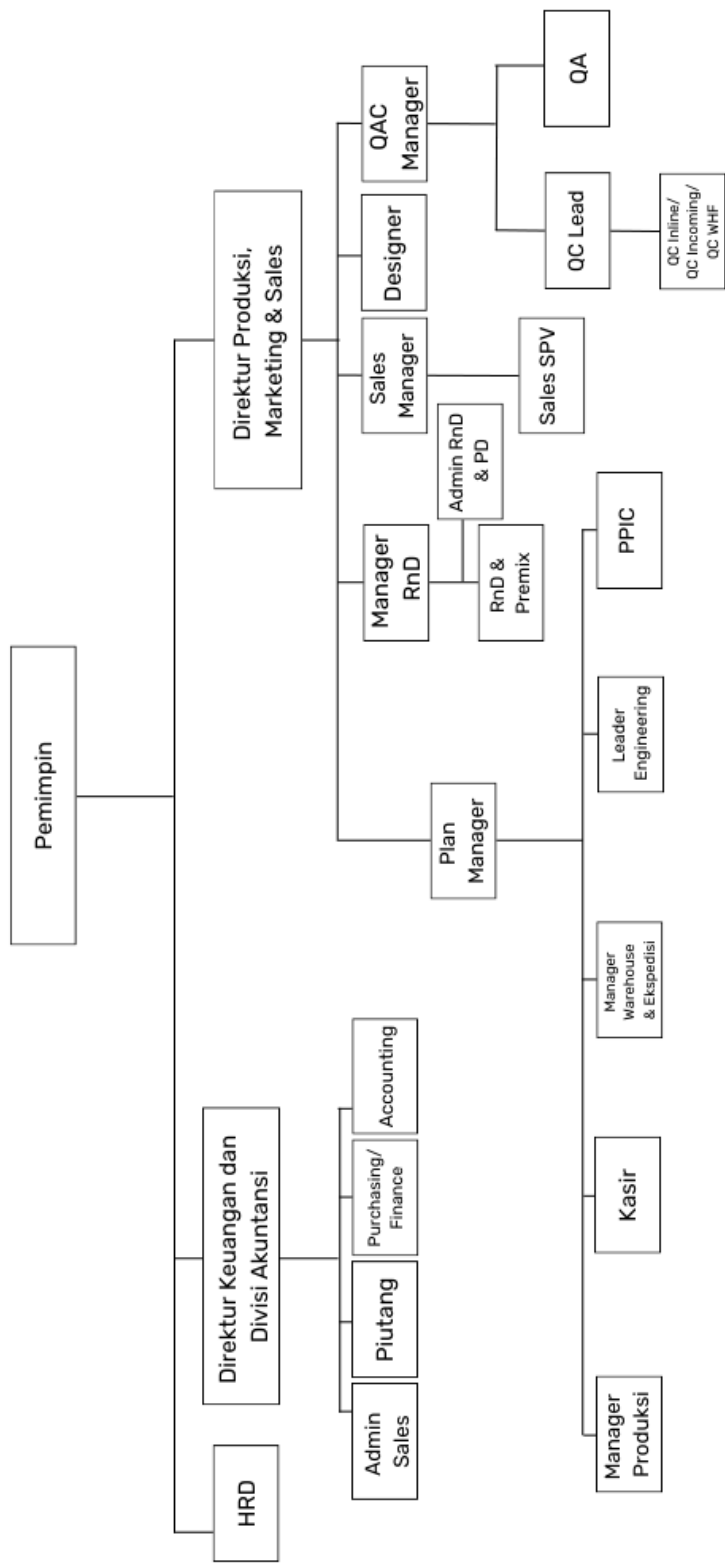 Pemimpin
HRD
Direktur Keuangan dan
Divisi Akuntansi
Direktur Produksi,
Marketing & Sales
Admin
Sales
Piutang
Purchasing/
Finance
Accounting
Plan
Manager
Manager
RnD
Sales
Manager
Designer
QAC
Manager
Admin RnD
& PD
RnD &
Premix
Sales SPV
QC Lead
QA
QC Inline/
QC Incoming/
QC WHF
Manager
Produksi
Kasir
Manager
Warehouse
& Ekspedisi
Leader
Engineering
PPIC